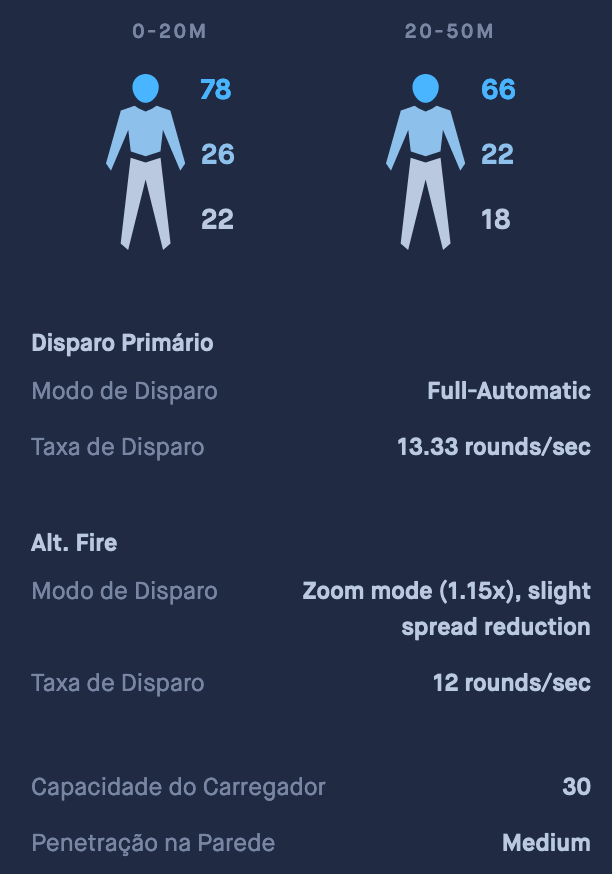 0-20M 20-50M
78 66
26 22
22 18
Disparo Primário
Modo de Disparo Full-Automatic
Taxa de Disparo 13.33 rounds/sec
Alt. Fire
Modo de Disparo Zoom mode (1.15x), slight
spread reduction
Taxa de Disparo 12 rounds/sec
Capacidade do Carregador 30
Penetração na Parede Medium